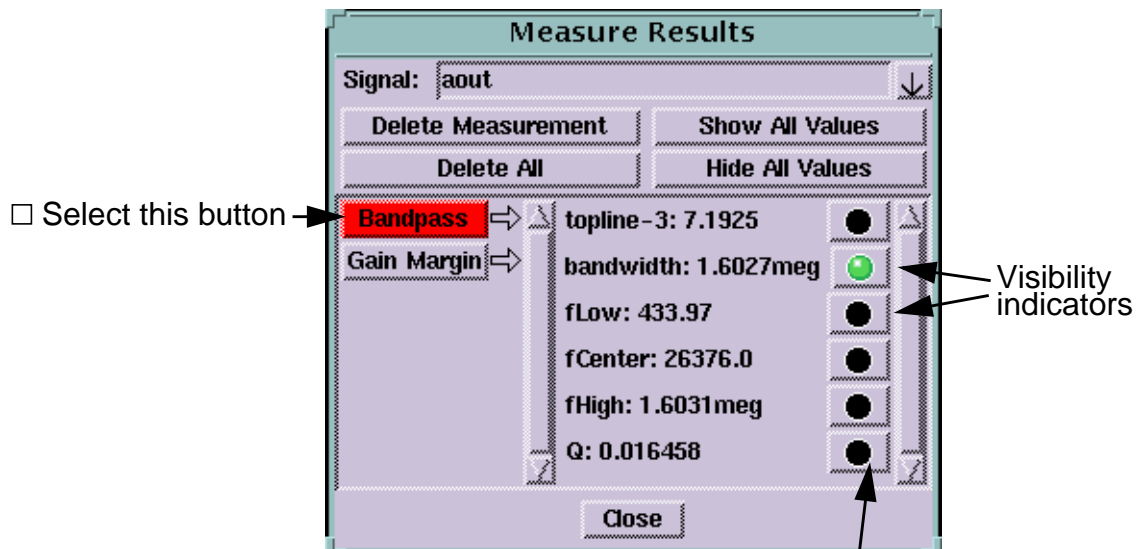 Measure Results
Signal: aout
Delete Measurement Show All Values
Delete All Hide All Values
□ Select this button
Bandpass
Gain Margin
topline-3: 7.1925
bandwidth: 1.6027meg
fLow: 433.97
fCenter: 26376.0
fHigh: 1.6031meg
Q: 0.016458
Visibility
indicators
Close